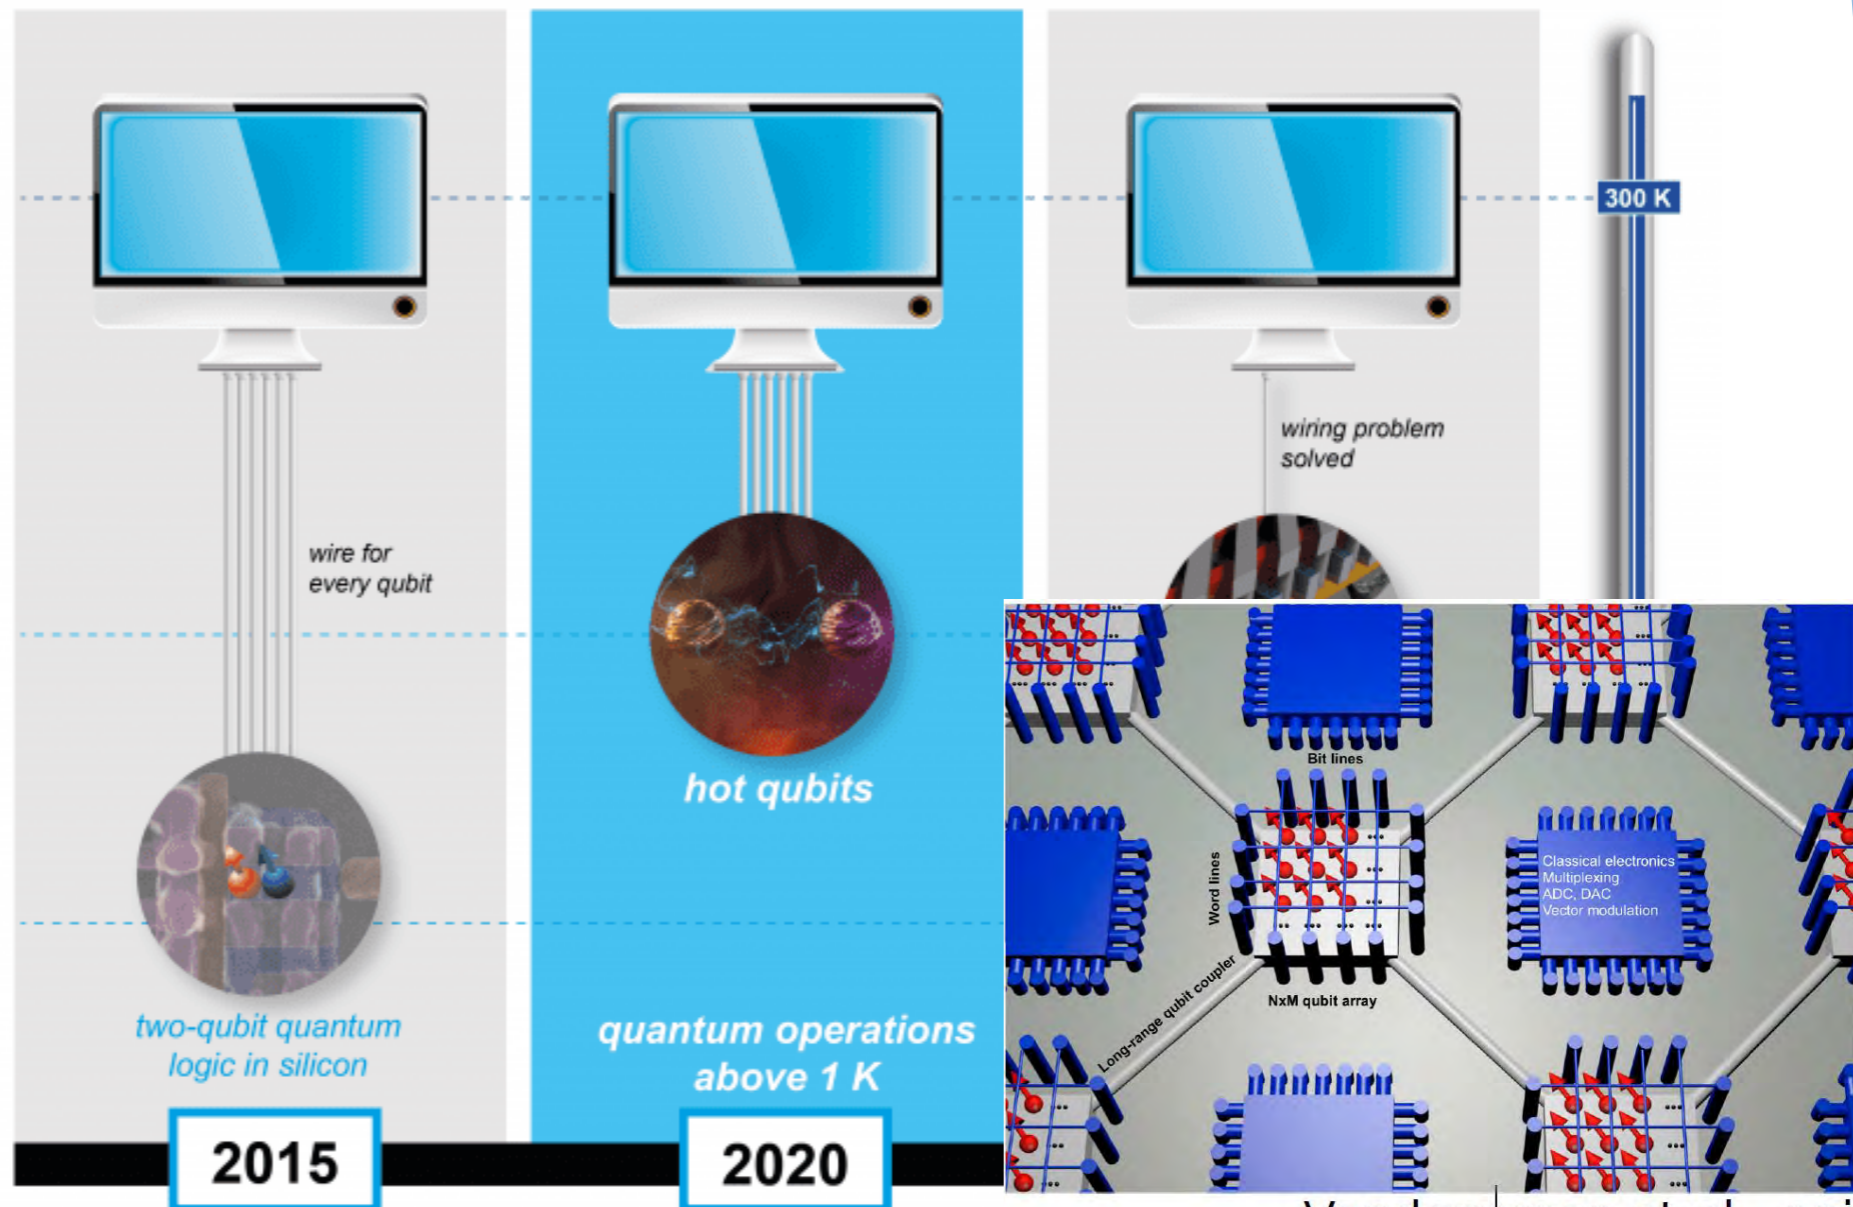 300 K
wiring problem
solved
wire for
every qubit
hot qubits
two-qubit quantum
logic in silicon
quantum operations
above 1 K
2015
2020
Bit lines
Word lines
Classical electronics
Multiplexing
ADC, DAC
Vector modulation
NxM qubit array
Long-range qubit coupler